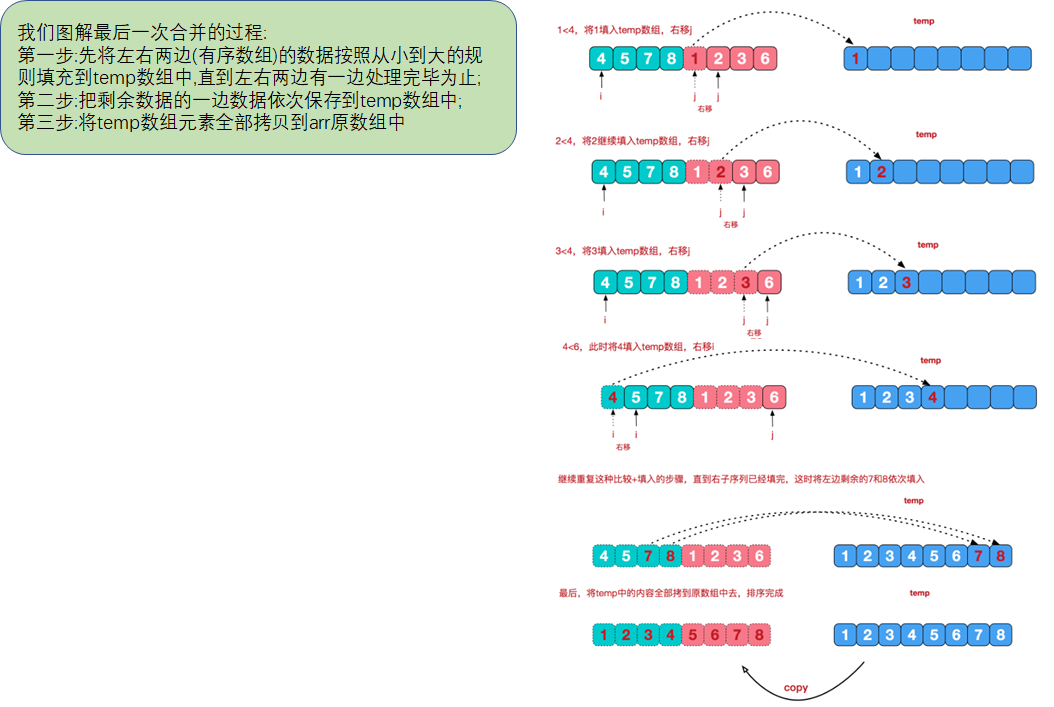 我们图解最后一次合并的过程:
第一步:先将左右两边(有序数组)的数据按照从小到大的规
则填充到temp数组中,直到左右两边有一边处理完毕为止;
第二步:把剩余数据的一边数据依次保存到temp数组中;
第三步:将temp数组元素全部拷贝到arr原数组中
1<4，将1填入temp数组，右移j
temp
4 5 7 8 1 2 3 6
1
i j j
右移
2<4，将2继续填入temp数组，右移j
temp
4 5 7 8 1 2 3 6
1 2
i j j
右移
3<4，将3填入temp数组，右移j
temp
4 5 7 8 1 2 3 6
1 2 3
i j j
右移
4<6，此时将4填入temp数组，右移i
temp
4 5 7 8 1 2 3 6
1 2 3 4
i i j
右移
继续重复这种比较+填入的步骤，直到右子序列已经填完，这时将左边剩余的7和8依次填入
temp
4 5 7 8 1 2 3 6
1 2 3 4 5 6 7 8
最后，将temp中的内容全部拷到原数组中去，排序完成
temp
1 2 3 4 5 6 7 8
1 2 3 4 5 6 7 8
copy